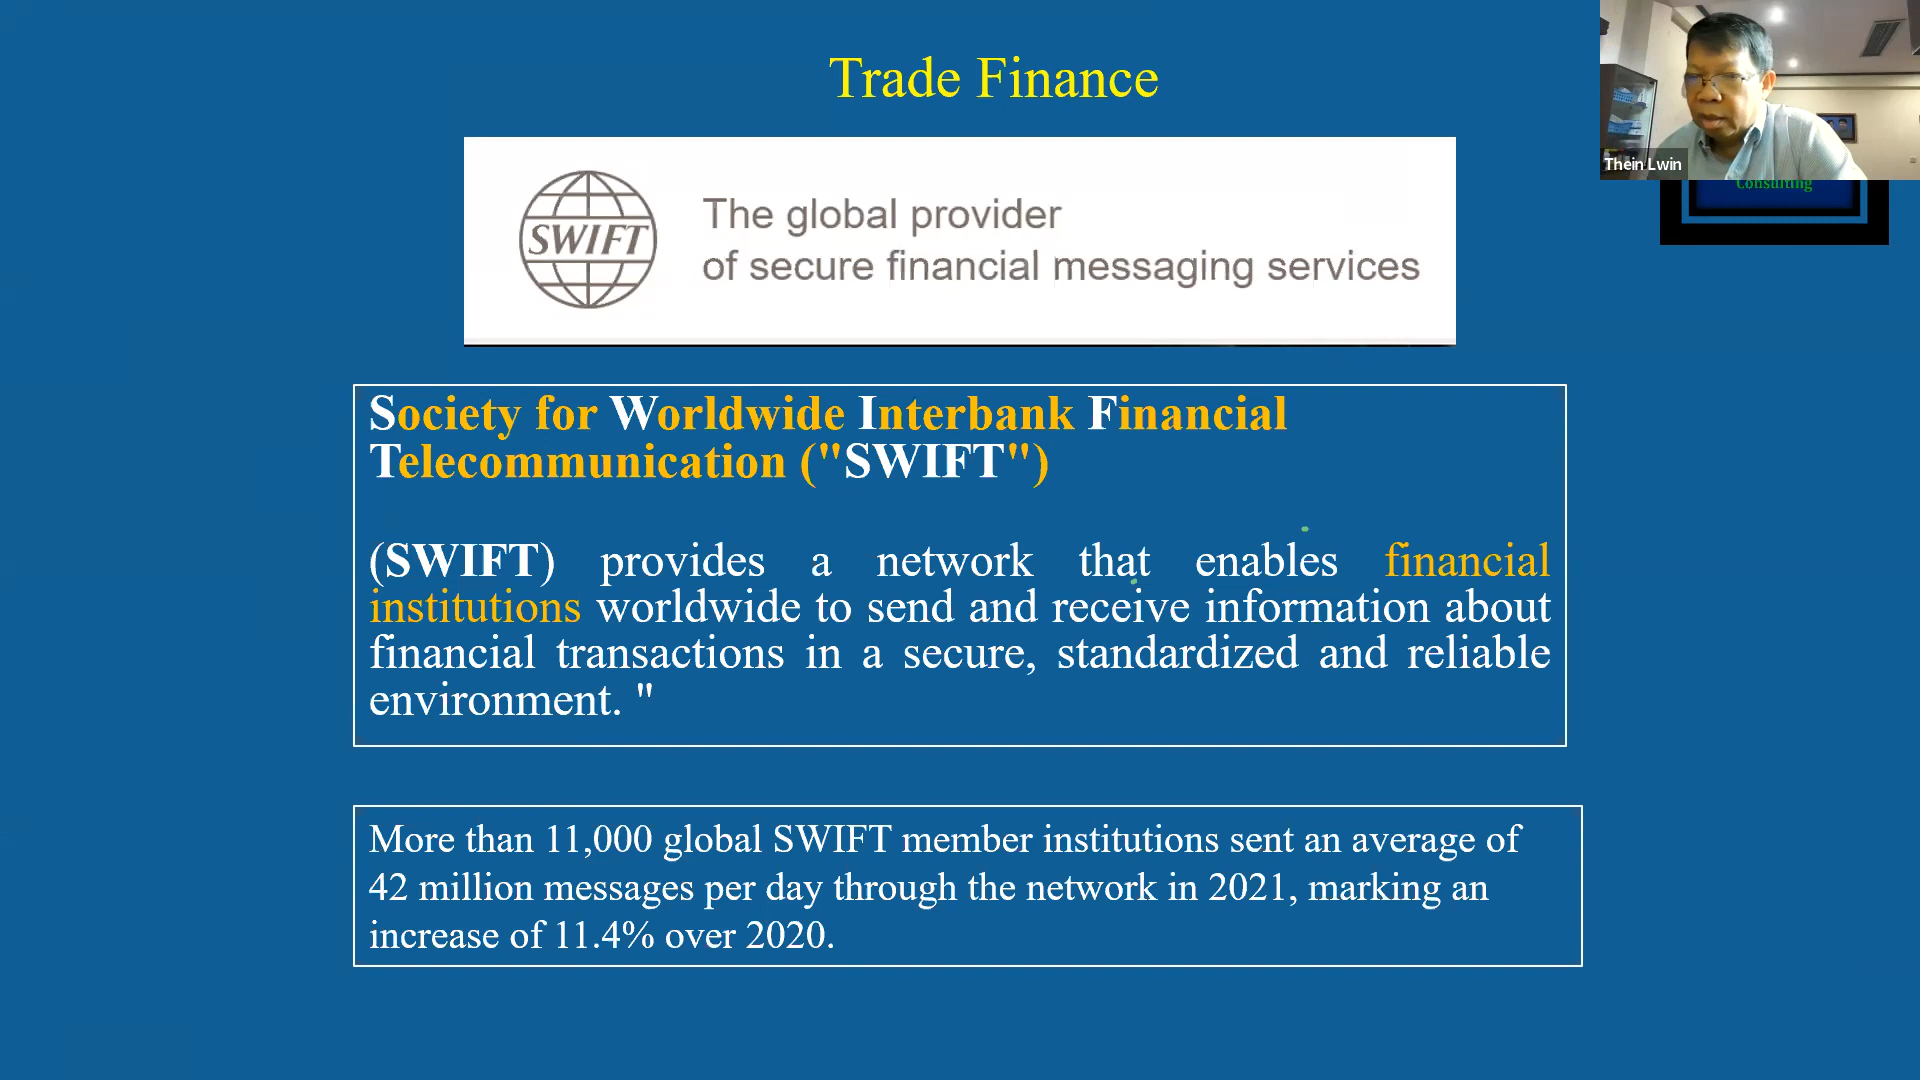 Trade Finance
SWIFT
The global provider
of secure financial messaging services
Thein Lwin
Consulting
Society for Worldwide Interbank Financial
Telecommunication ("SWIFT")
(SWIFT) provides a network that enables financial
institutions worldwide to send and receive information about
financial transactions in a secure, standardized and reliable
environment. "
More than 11,000 global SWIFT member institutions sent an average of
42 million messages per day through the network in 2021, marking an
increase of 11.4% over 2020.